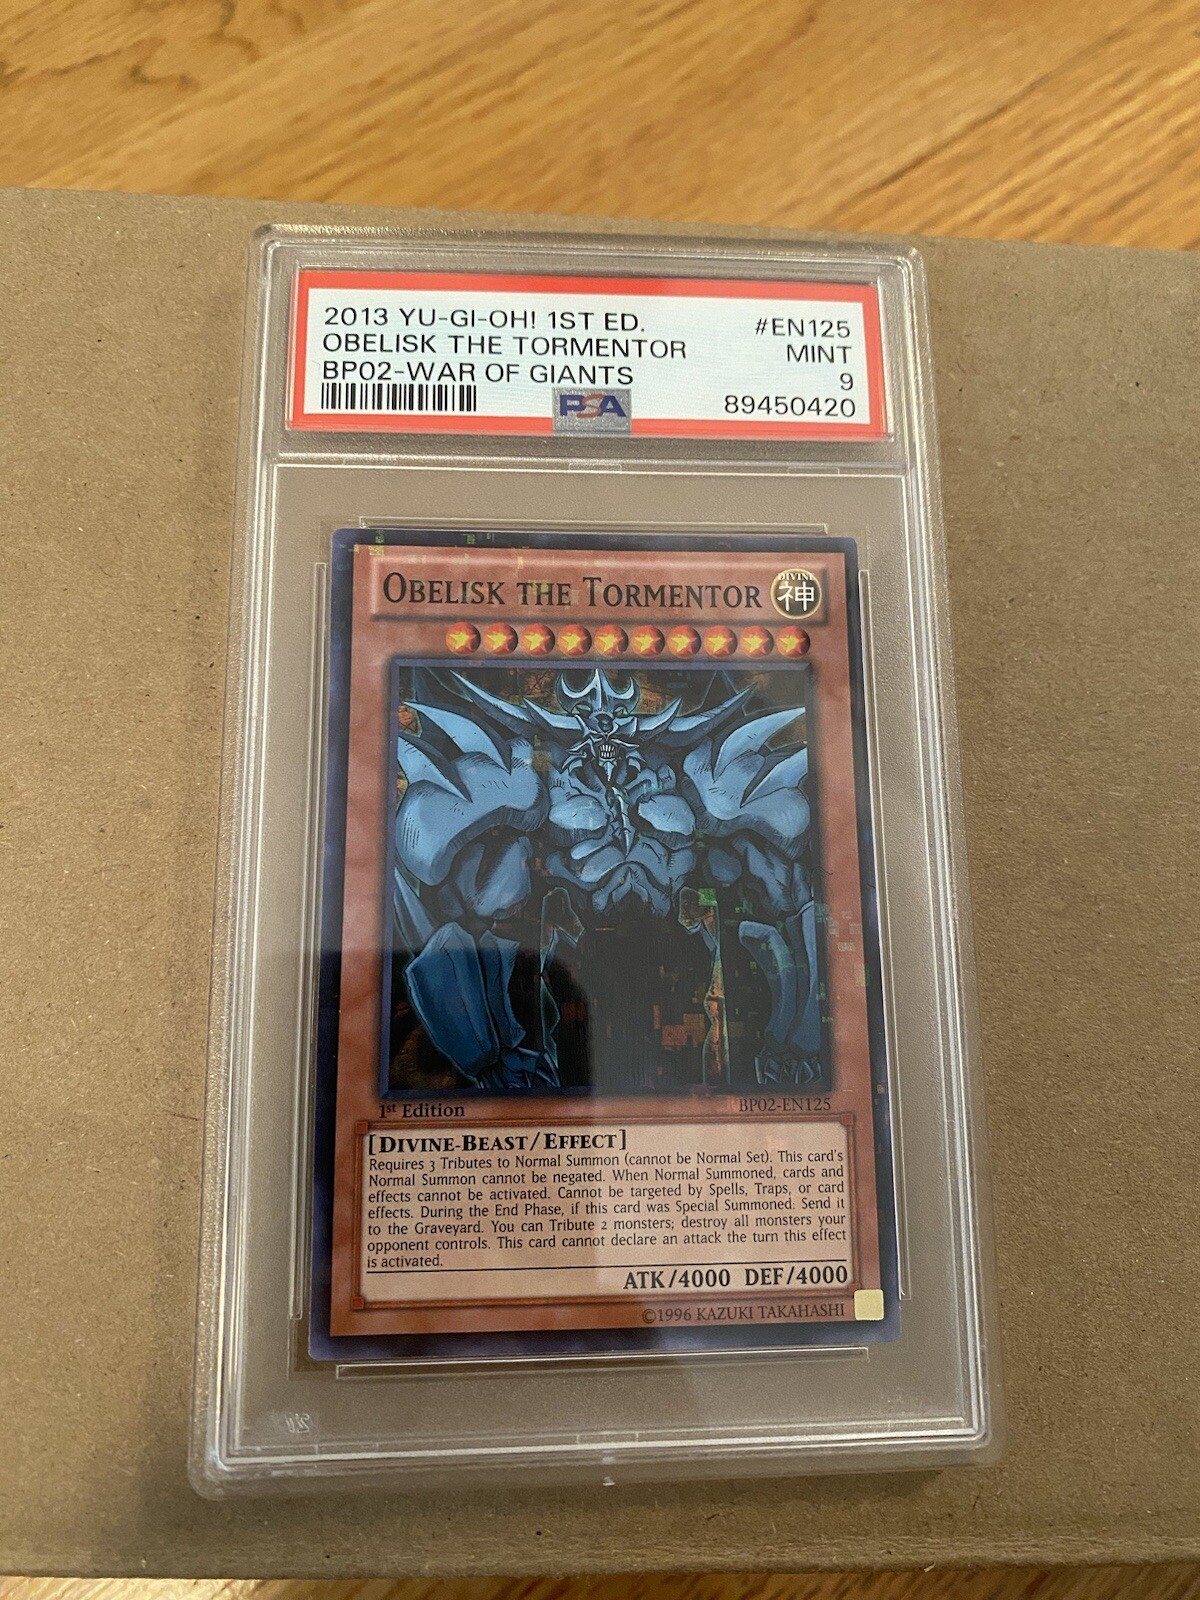 2013 YU-GI-OH! 1ST ED. #EN125
OBELISK THE TORMENTOR MINT
BP02-WAR OF GIANTS 9
PSA 89450420
OBELISK THE TORMENTOR
DIVINE
神
1st Edition BP02-EN125
[DIVINE-BEAST/EFFECT]
Requires 3 Tributes to Normal Summon (cannot be Normal Set). This card's
Normal Summon cannot be negated. When Normal Summoned, cards and
effects cannot be activated. Cannot be targeted by Spells, Traps, or card
effects. During the End Phase, if this card was Special Summoned: Send it
to the Graveyard. You can Tribute 2 monsters; destroy all monsters your
opponent controls. This card cannot declare an attack the turn this effect
is activated.
ATK/4000 DEF/4000
©1996 KAZUKI TAKAHASHI